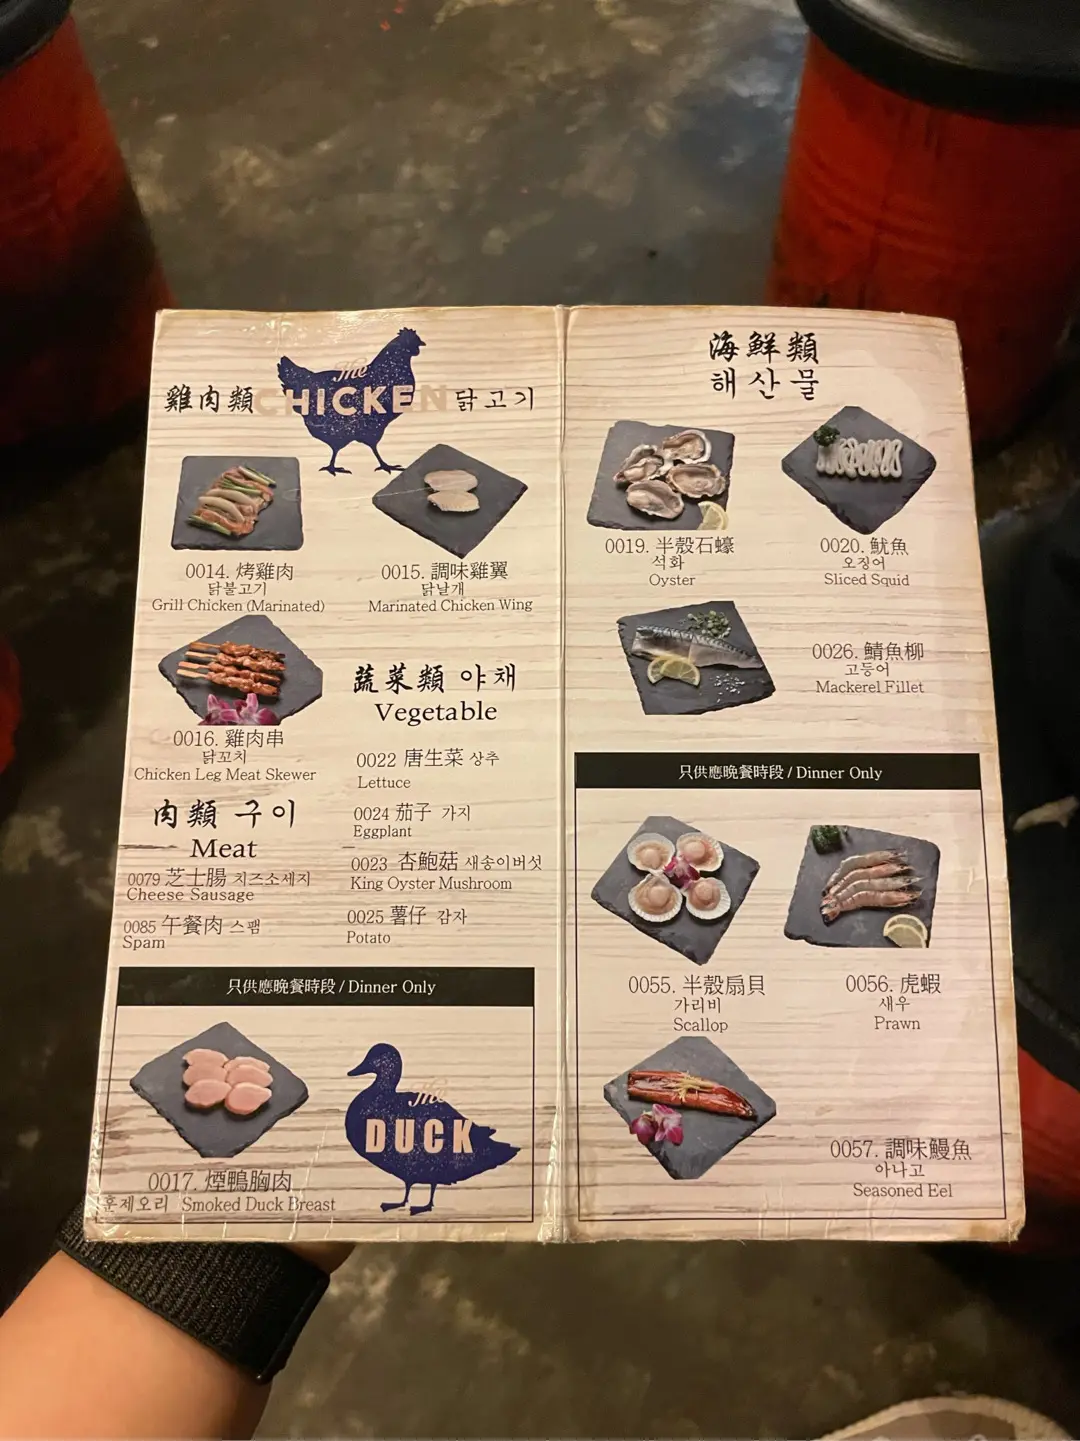 雞肉類 The CHICKEN 닭고기
0014. 烤雞肉
닭불고기
Grill Chicken (Marinated)
0015. 調味雞翼
닭날개
Marinated Chicken Wing
0016. 雞肉串
닭꼬치
Chicken Leg Meat Skewer
肉類 구이
Meat
0079 芝士腸 치즈소세지
Cheese Sausage
0085 午餐肉 스팸
Spam
蔬菜類 야채
Vegetable
0022 唐生菜 상추
Lettuce
0024 茄子 가지
Eggplant
0023 杏鮑菇 새송이버섯
King Oyster Mushroom
0025 薯仔 감자
Potato
只供應晚餐時段 / Dinner Only
The
DUCK
0017. 煙鴨胸肉
훈제오리 Smoked Duck Breast
海鮮類
해산물
0019. 半殼石蠔
석화
Oyster
0020. 魷魚
오징어
Sliced Squid
0026. 鯖魚柳
고등어
Mackerel Fillet
只供應晚餐時段 / Dinner Only
0055. 半殼扇貝
가리비
Scallop
0056. 虎蝦
새우
Prawn
0057. 調味鰻魚
아나고
Seasoned Eel